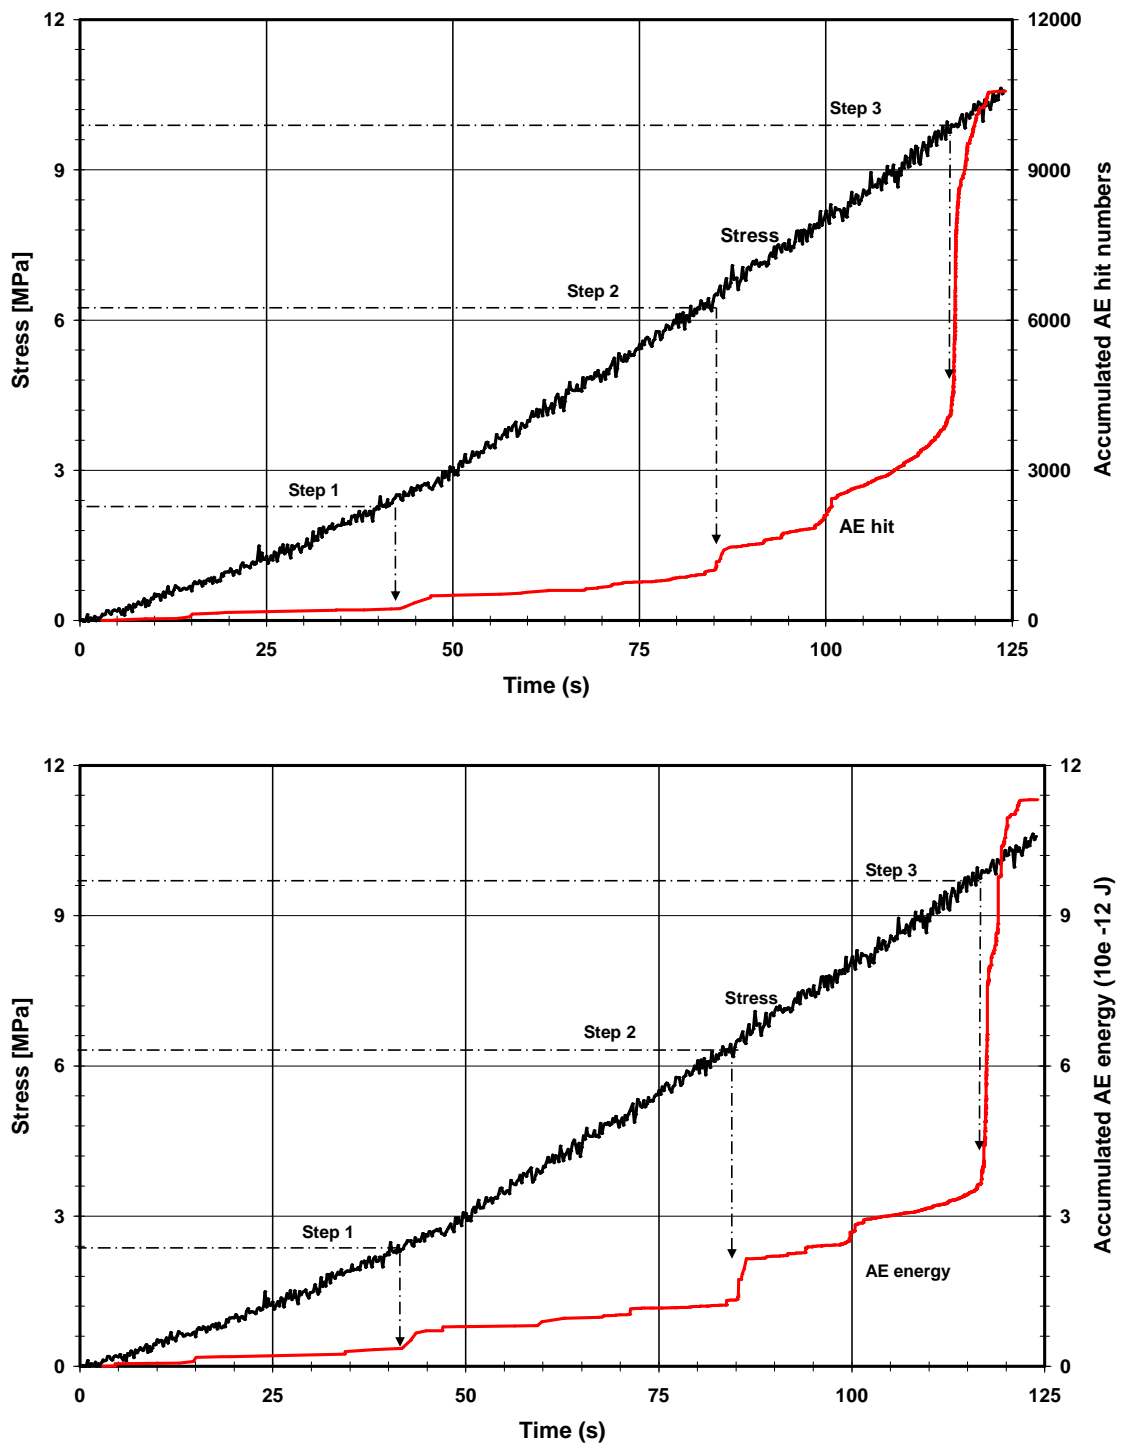 12
12000
Step 3
9
9000
Stress
Stress [MPa]
Accumulated AE hit numbers
Step 2
6
6000
3
3000
Step 1
AE hit
0
0
0 25 50 75 100 125
Time (s)
12
12
Step 3
9
9
Stress
Stress [MPa]
Accumulated AE energy (10e -12 J)
Step 2
6
6
3
3
Step 1
AE energy
0
0
0 25 50 75 100 125
Time (s)